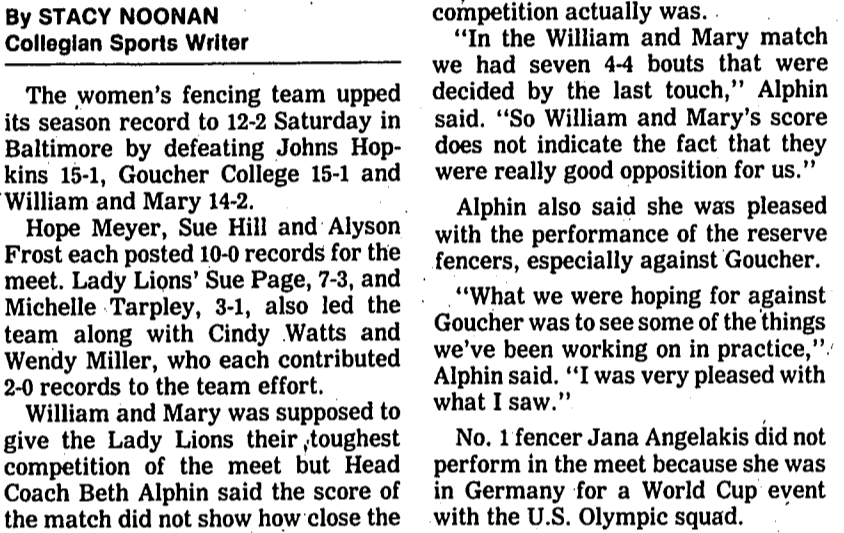 By STACY NOONAN
Collegian Sports Writer
The women's fencing team upped
its season record to 12-2 Saturday in
Baltimore by defeating Johns Hop-
kins 15-1, Goucher College 15-1 and
William and Mary 14-2.
Hope Meyer, Sue Hill and Alyson
Frost each posted 10-0 records for the
meet. Lady Lions' Sue Page, 7-3, and
Michelle Tarpley, 3-1, also led the
team along with Cindy Watts and
Wendy Miller, who each contributed
2-0 records to the team effort.
William and Mary was supposed to
give the Lady Lions their toughest
competition of the meet but Head
Coach Beth Alphin said the score of
the match did not show how close the
competition actually was.
"In the William and Mary match
we had seven 4-4 bouts that were
decided by the last touch," Alphin
said. "So William and Mary's score
does not indicate the fact that they
were really good opposition for us."
Alphin also said she was pleased
with the performance of the reserve
fencers, especially against Goucher.
"What we were hoping for against
Goucher was to see some of the things
we've been working on in practice,"
Alphin said. "I was very pleased with
what I saw."
No. 1 fencer Jana Angelakis did not
perform in the meet because she was
in Germany for a World Cup event
with the U.S. Olympic squad.